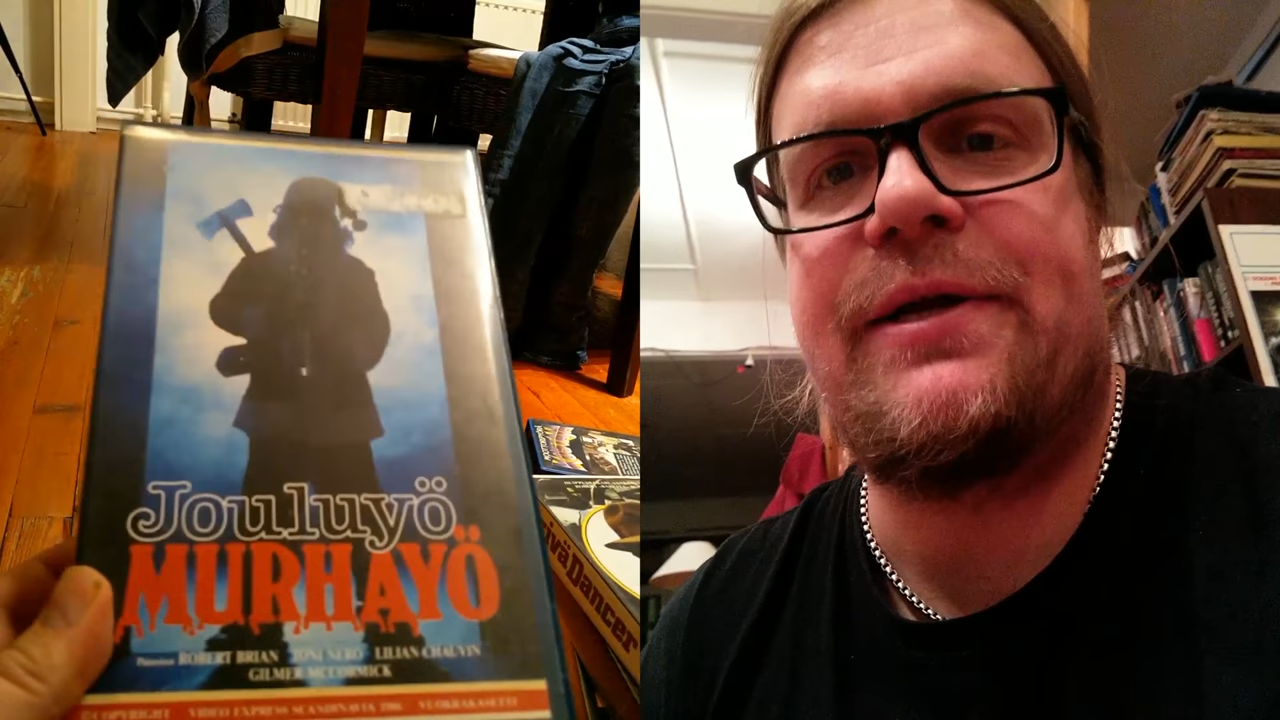 Jouluyö
MURHAYÖ
ROBERT BRIAN TONI NERO LILIAN CHAUVIN
GILMER MCCORMICK
©COPYRIGHT VIDEO EXPRESS SCANDINAVIA 1986 VUOKRAKASETTI
Dancer